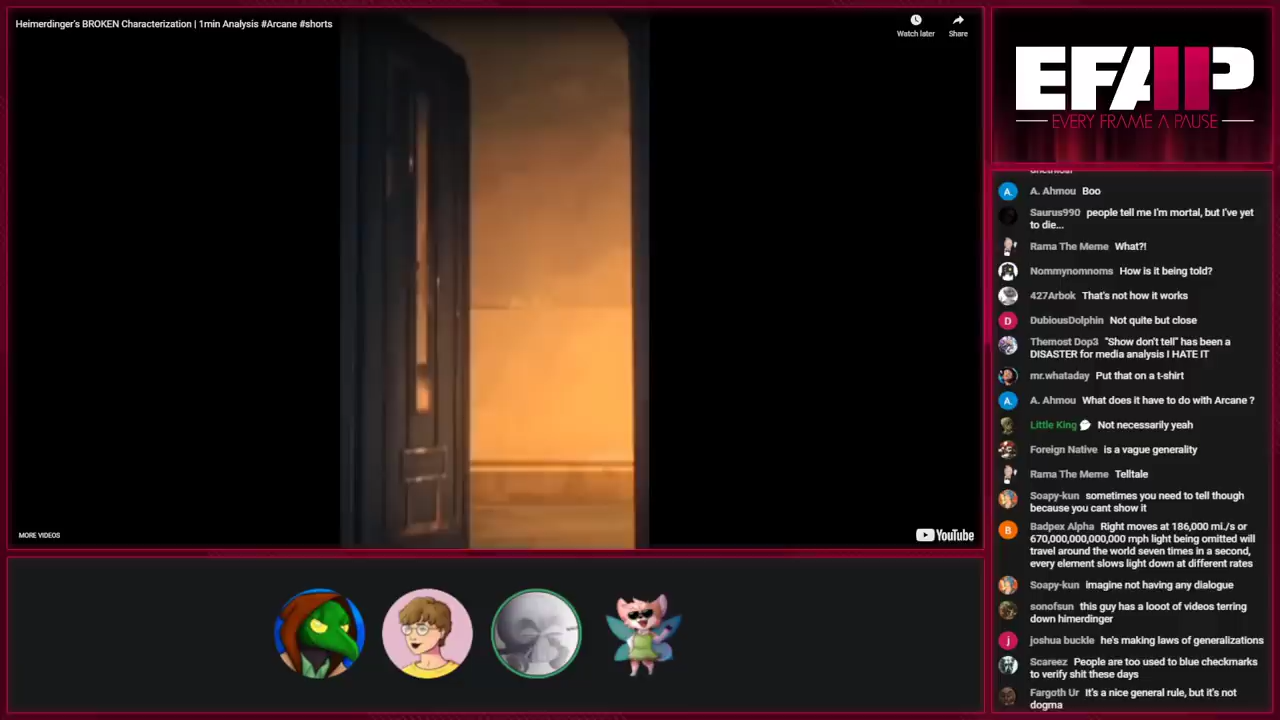 Heimerdinger's BROKEN Characterization | 1min Analysis #Arcane #shorts
Watch later
Share
MORE VIDEOS
YouTube
EFAP
EVERY FRAME A PAUSE
A. Ahmou Boo
Saurus990 people tell me I'm mortal, but I've yet
to die...
Rama The Meme What?!
Nommynomnoms How is it being told?
427Arbok That's not how it works
D
DubiousDolphin Not quite but close
Themost Dop3 "Show don't tell" has been a
DISASTER for media analysis I HATE IT
mr.whataday Put that on a t-shirt
A. Ahmou What does it have to do with Arcane ?
Little King Not necessarily yeah
Foreign Native is a vague generality
Rama The Meme Telltale
Soapy-kun sometimes you need to tell though
because you cant show it
B
Badpex Alpha Right moves at 186,000 mi./s or
670,000,000,000,000 mph light being omitted will
travel around the world seven times in a second,
every element slows light down at different rates
Soapy-kun imagine not having any dialogue
sonofsun this guy has a looot of videos terring
down himerdinger
j
joshua buckle he's making laws of generalizations
Scareez People are too used to blue checkmarks
to verify shit these days
Fargoth Ur It's a nice general rule, but it's not
dogma